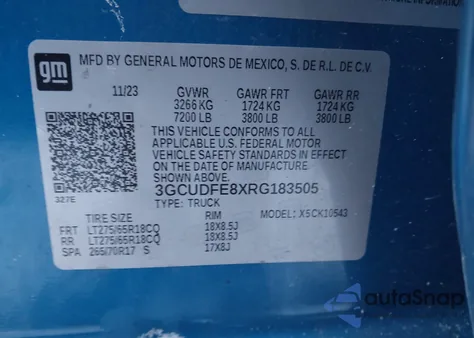 gm
MFD BY GENERAL MOTORS DE MEXICO, S. DE R.L. DE C.V.
11/23 GVWR GAWR FRT GAWR RR
3266 KG 1724 KG 1724 KG
7200 LB 3800 LB 3800 LB
THIS VEHICLE CONFORMS TO ALL
APPLICABLE U.S. FEDERAL MOTOR
VEHICLE SAFETY STANDARDS IN EFFECT ON
THE DATE OF MANUFACTURE SHOWN ABOVE.
3GCUDFE8XRG183505
327E TYPE: TRUCK MODEL: X5CK10543
TIRE SIZE RIM
FRT LT275/65R18CQ 18X8.5J
RR LT275/65R18CQ 18X8.5J
SPA 265/70R17 S 17X8J
autoSnap